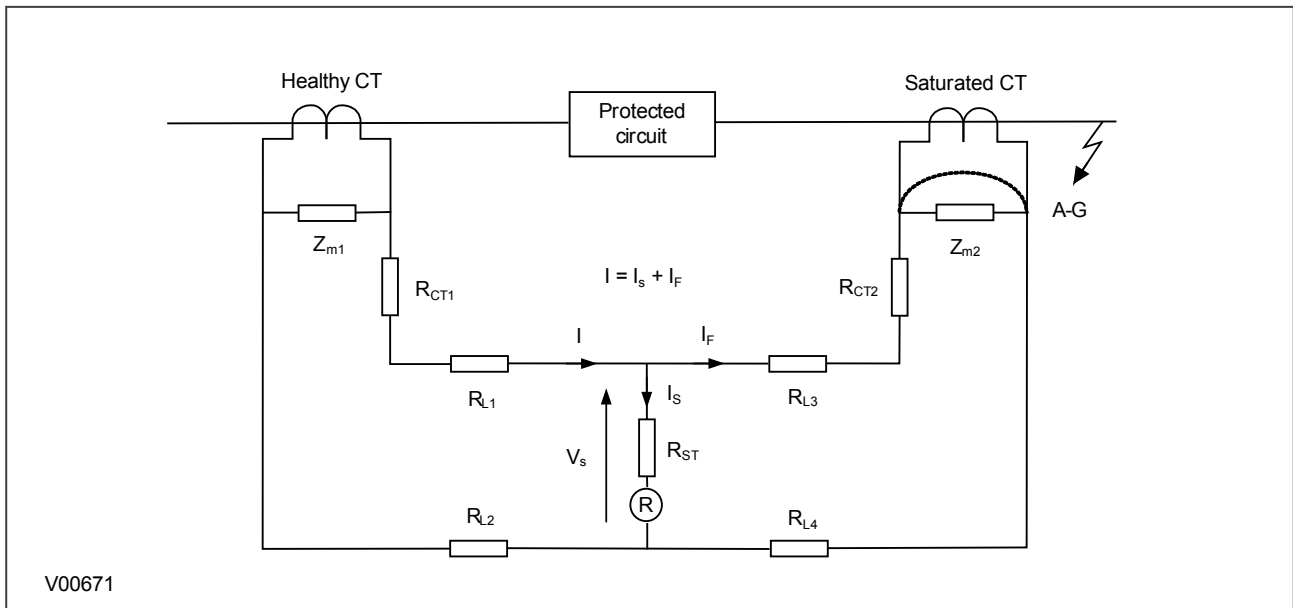 Healthy CT
Saturated CT
Protected
circuit
A-G
Zm1
Zm2
RCT1
I = Is + IF
RCT2
I
IF
RL1
IS
RL3
Vs
RST
R
RL2
RL4
V00671